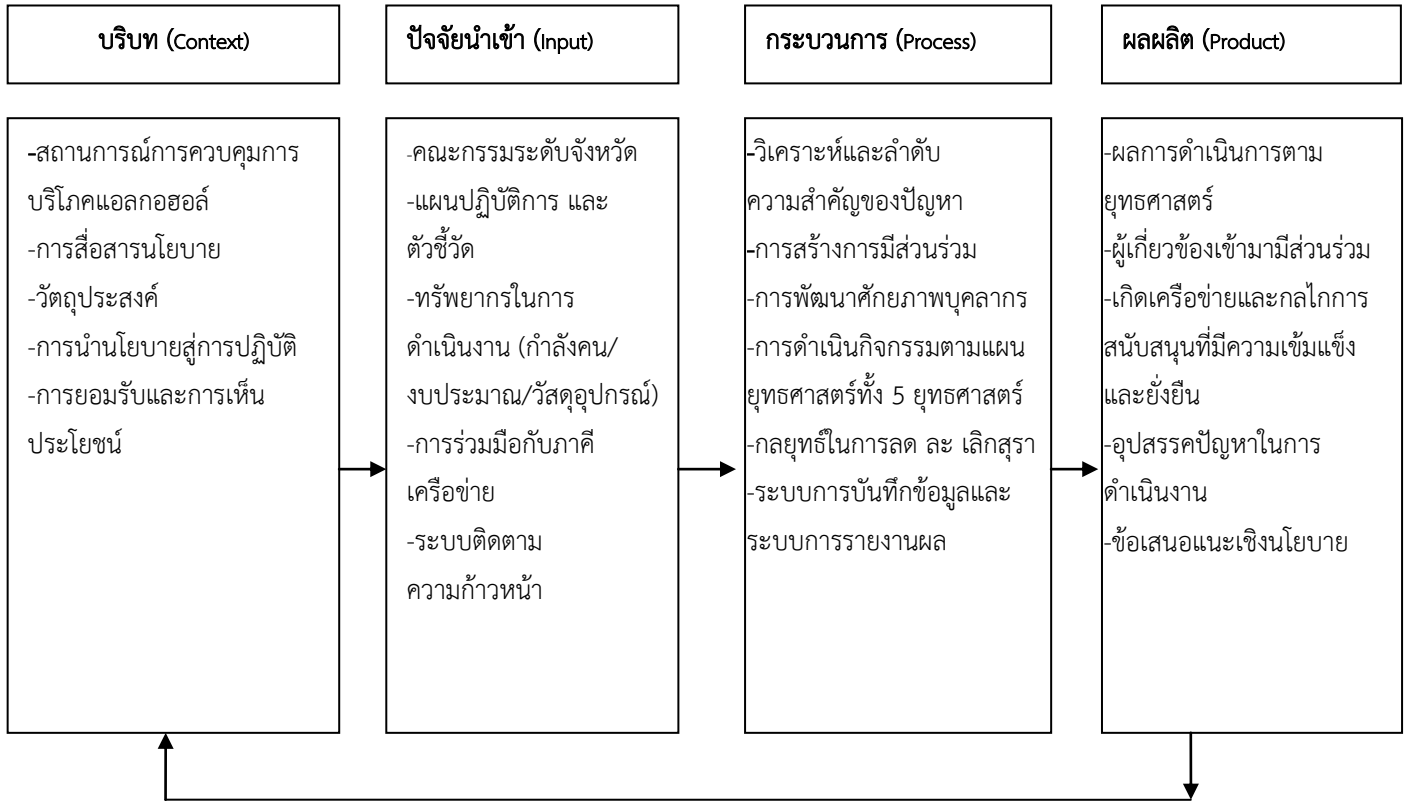 บริบท (Context)
ปัจจัยนำเข้า (Input)
กระบวนการ (Process)
ผลผลิต (Product)
-สถานการณ์การควบคุมการ
บริโภคแอลกอฮอล์
-การสื่อสารนโยบาย
-วัตถุประสงค์
-การนำนโยบายสู่การปฏิบัติ
-การยอมรับและการเห็น
ประโยชน์
-คณะกรรมระดับจังหวัด
-แผนปฏิบัติการ และ
ตัวชี้วัด
-ทรัพยากรในการ
ดำเนินงาน (กำลังคน/
งบประมาณ/วัสดุอุปกรณ์)
-การร่วมมือกับภาคี
เครือข่าย
-ระบบติดตาม
ความก้าวหน้า
-วิเคราะห์และลำดับ
ความสำคัญของปัญหา
-การสร้างการมีส่วนร่วม
-การพัฒนาศักยภาพบุคลากร
-การดำเนินกิจกรรมตามแผน
ยุทธศาสตร์ทั้ง 5 ยุทธศาสตร์
-กลยุทธ์ในการลด ละ เลิกสุรา
-ระบบการบันทึกข้อมูลและ
ระบบการรายงานผล
-ผลการดำเนินการตาม
ยุทธศาสตร์
-ผู้เกี่ยวข้องเข้ามามีส่วนร่วม
-เกิดเครือข่ายและกลไกการ
สนับสนุนที่มีความเข้มแข็ง
และยั่งยืน
-อุปสรรคปัญหาในการ
ดำเนินงาน
-ข้อเสนอแนะเชิงนโยบาย